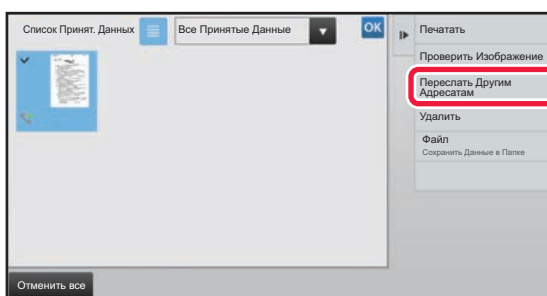 Список Принят. Данных
Все Принятые Данные
OK
Печатать
Проверить Изображение
Переслать Другим
Адресатам
Удалить
Файл
Сохранить Данные в Папке
Отменить все